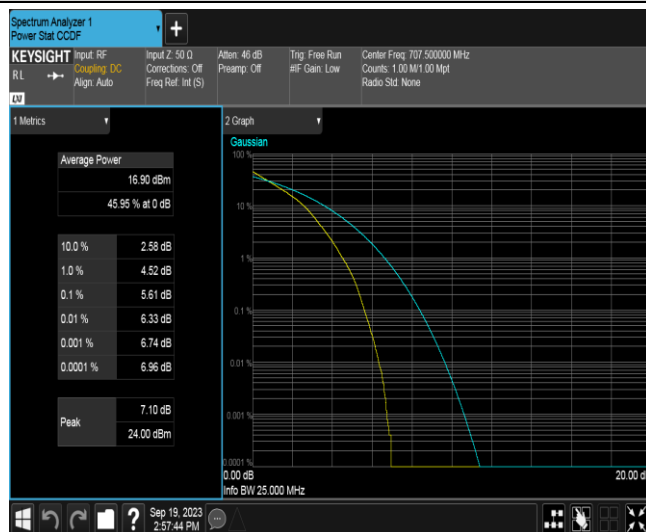 Spectrum Analyzer 1
Power Stat CCDF
+
KEYSIGHT
RL
LXI
Input: RF
Coupling: DC
Align: Auto
Input Z: 50 Ω
Corrections: Off
Freq Ref: Int (S)
Atten: 46 dB
Preamp: Off
Trig: Free Run
#IF Gain: Low
Center Freq: 707.500000 MHz
Counts: 1.00 M/1.00 Mpt
Radio Std: None
1 Metrics
Average Power
16.90 dBm
45.95 % at 0 dB
10.0 % 2.58 dB
1.0 % 4.52 dB
0.1 % 5.61 dB
0.01 % 6.33 dB
0.001 % 6.74 dB
0.0001 % 6.96 dB
Peak
7.10 dB
24.00 dBm
2 Graph
Gaussian
100 %
10 %
1 %
0.1 %
0.01 %
0.001 %
0.0001 %
0.00 dB
20.00 d
Info BW 25.000 MHz
?
Sep 19, 2023
2:57:44 PM